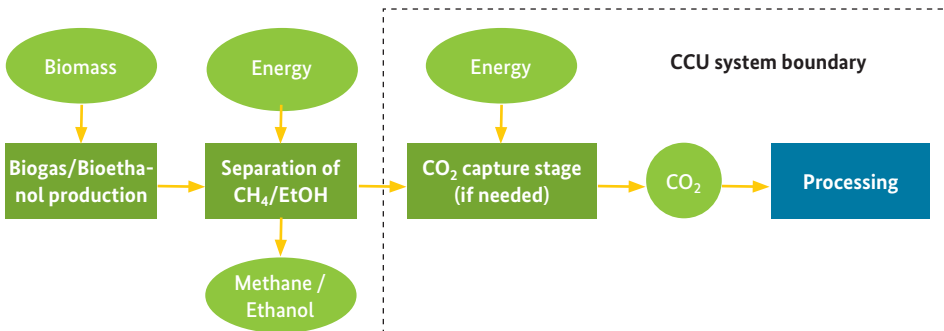 Biomass
Energy
Energy
CCU system boundary
Biogas/Bioetha-
nol production
Separation of
CH₄/EtOH
CO₂ capture stage
(if needed)
CO₂
Processing
Methane /
Ethanol